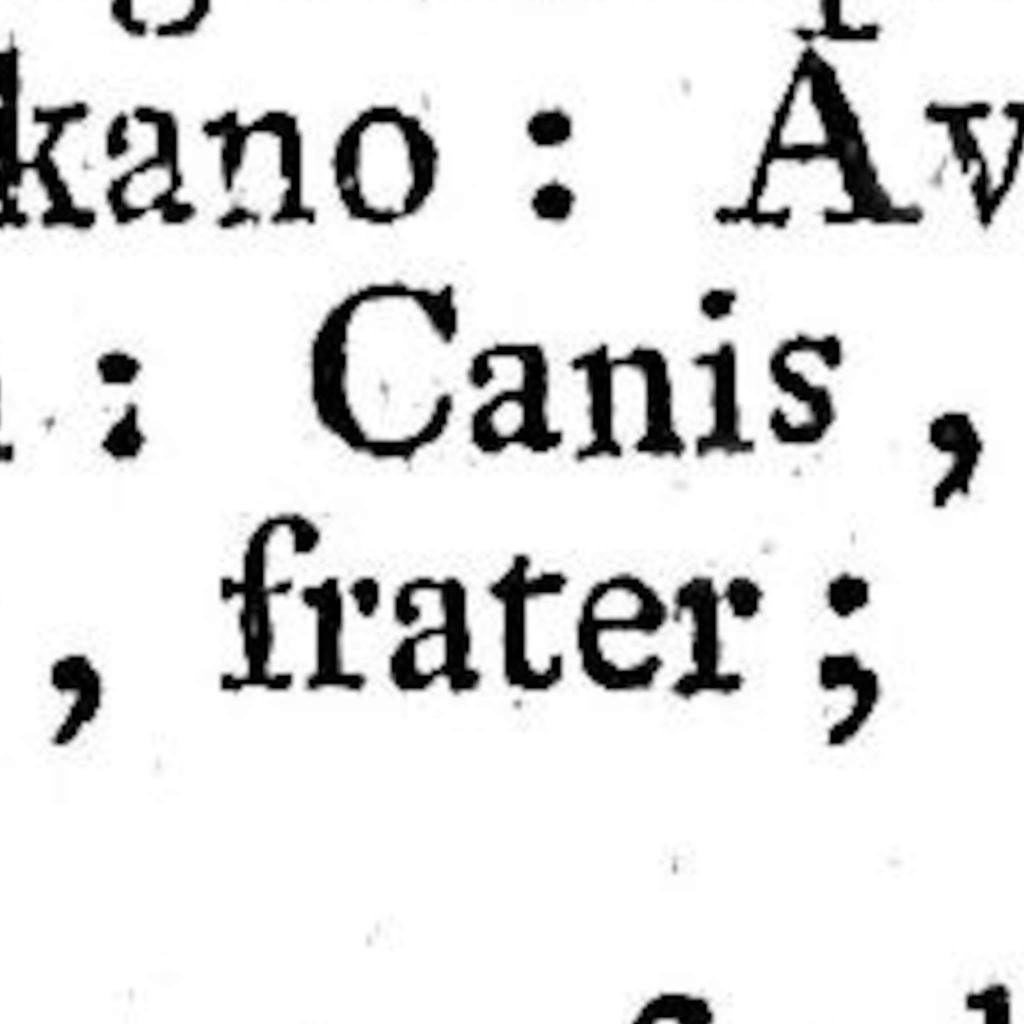 kano : Av
: Canis ,
, frater ;